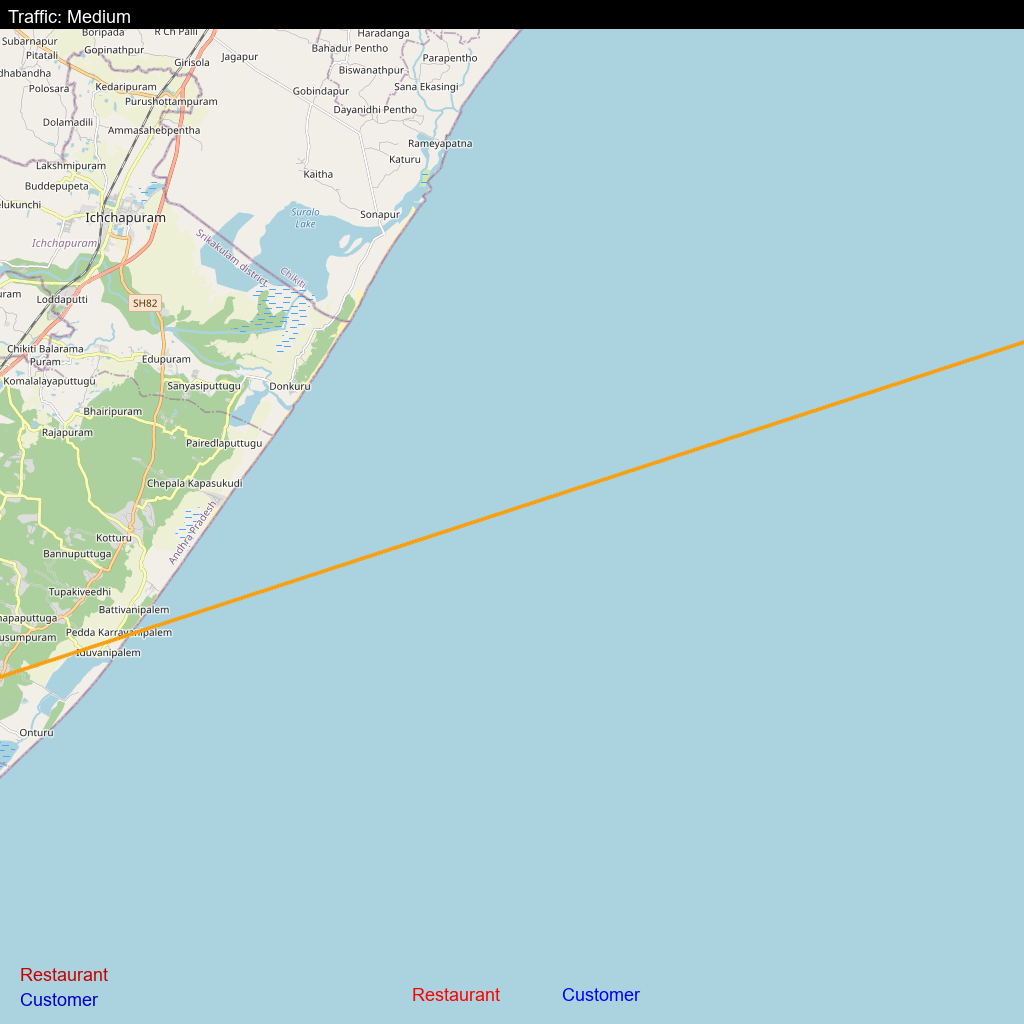 Traffic: Medium
Boripada
R Ch Palli
Haradanga
Subarnapur
Gopinathpur
Bahadur Pentho
Pitatali
Jagapur
Parapentho
Girisola
dhabandha
Biswanathpur
Polosara
Kedaripuram
Gobindapur
Sana Ekasingi
Purushottampuram
Dayanidhi Pentho
Dolamadili
Ammasahebpentha
Rameyapatna
Katuru
Lakshmipuram
Kaitha
Buddepupeta
elukunchi
Ichchapuram
Suralo
Lake
Sonapur
Ichchapuram
Srikakulam district
Chikiti
uram
Loddaputti
SH82
Chikiti Balarama
Puram
Edupuram
Komalalayaputtugu
Sanyasiputtugu
Donkuru
Bhairipuram
Rajapuram
Pairedlaputtugu
Chepala Kapasukudi
Andhra Pradesh
Kotturu
Bannuputtuga
Tupakiveedhi
Battivanipalem
napaputtuga
usumpuram
Pedda Karravanipalem
Iduvanipalem
Onturu
Restaurant
Customer
Restaurant
Customer